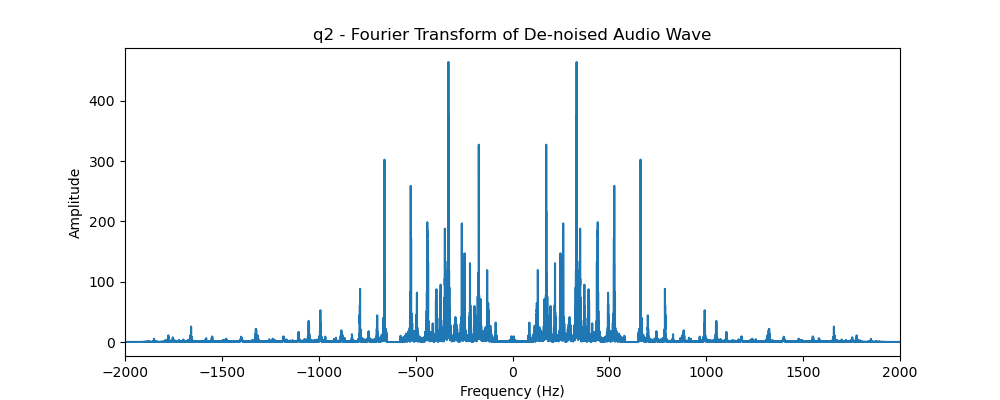 q2 - Fourier Transform of De-noised Audio Wave
400
300
200
100
0
Amplitude
−2000 −1500 −1000 −500 0 500 1000 1500 2000
Frequency (Hz)